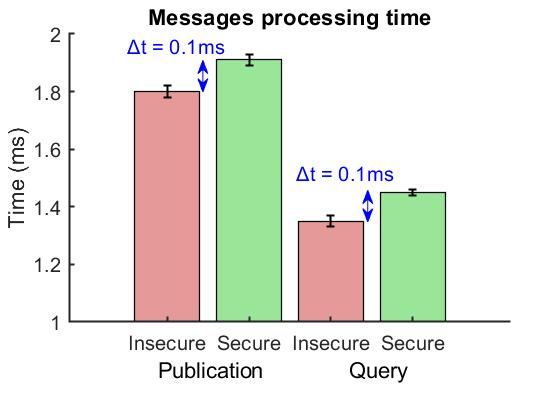 Messages processing time
Δt = 0.1ms
Δt = 0.1ms
Time (ms)
2
1.8
1.6
1.4
1.2
1
Insecure Secure Insecure Secure
Publication Query